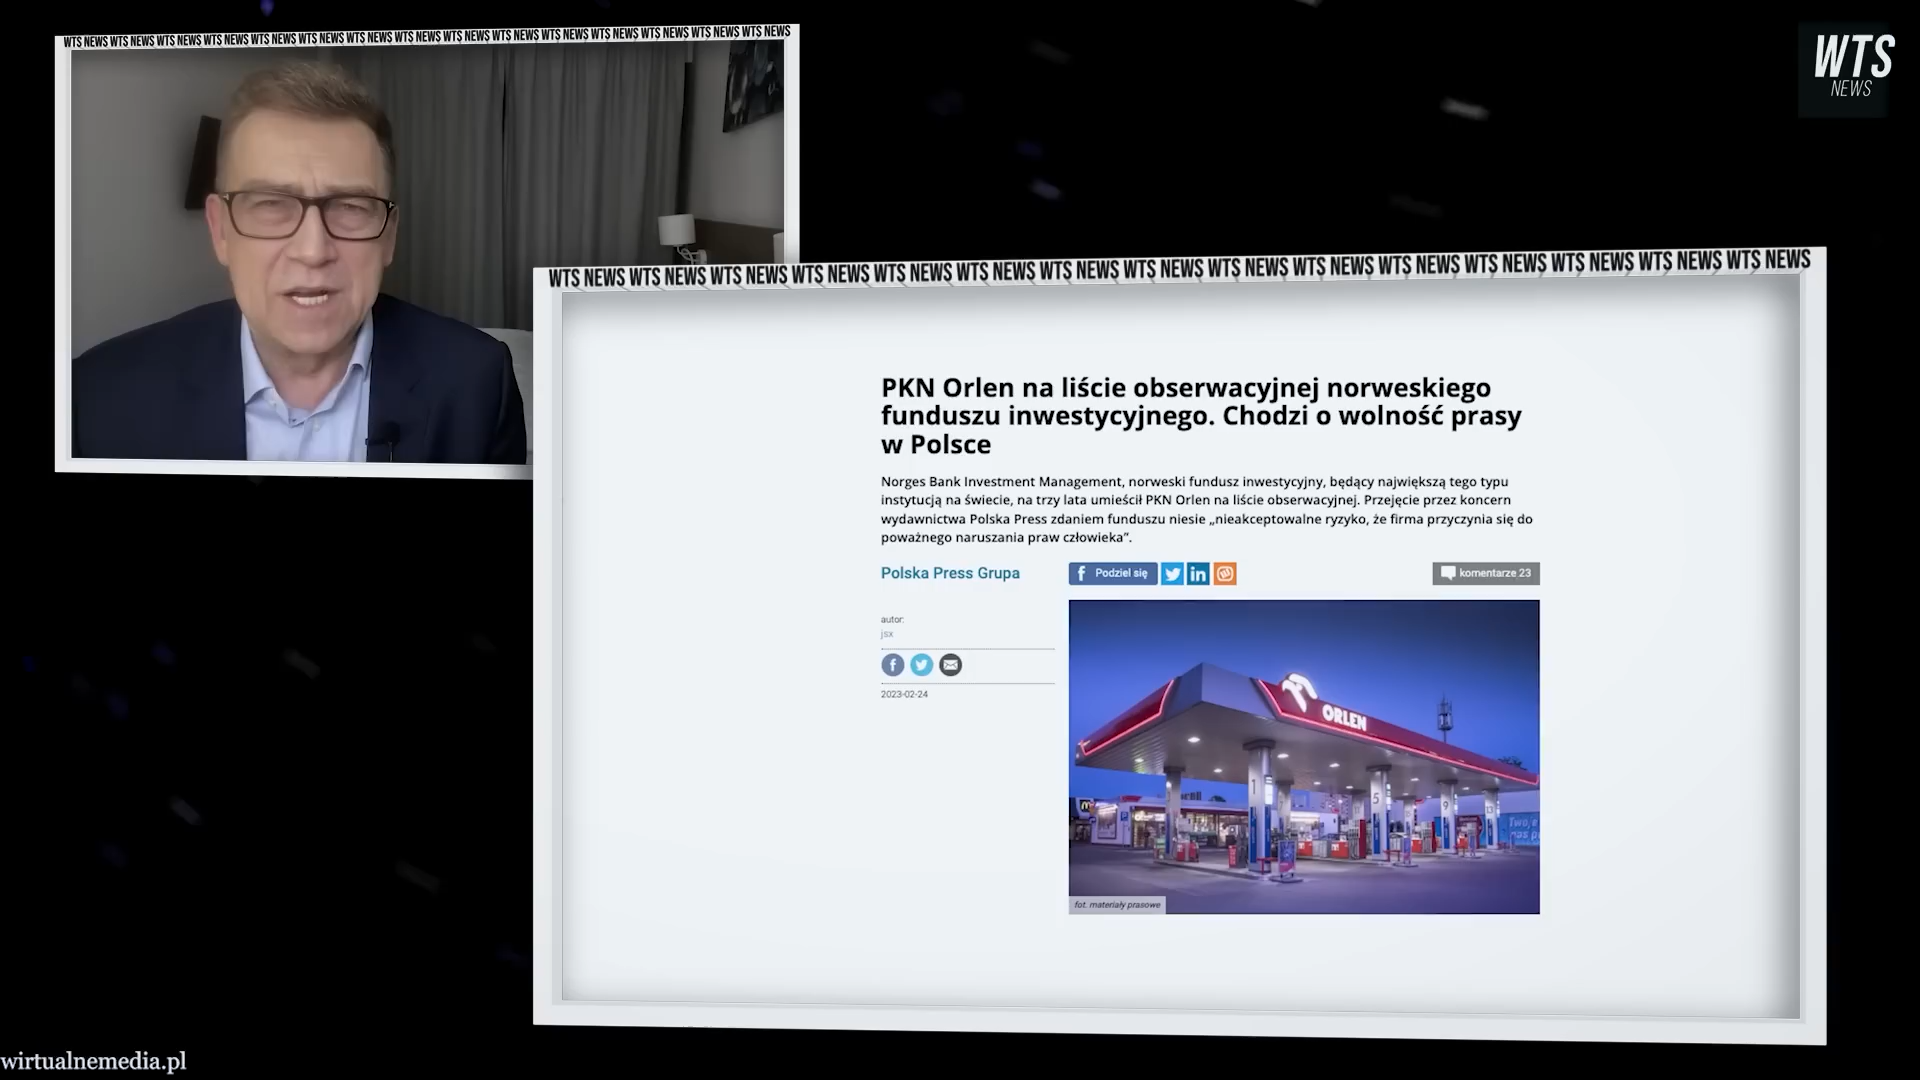 WTS NEWS WTS NEWS WTS NEWS WTS NEWS WTS NEWS WTS NEWS WTS NEWS WTS NEWS WTS NEWS WTS NEWS WTS NEWS WTS NEWS WTS NEWS WTS NEWS WTS NEWS WTS NEWS
WTS
NEWS
WTS NEWS WTS NEWS WTS NEWS WTS NEWS WTS NEWS WTS NEWS WTS NEWS WTS NEWS WTS NEWS WTS NEWS WTS NEWS WTS NEWS WTS NEWS WTS NEWS WTS NEWS
PKN Orlen na liście obserwacyjnej norweskiego
funduszu inwestycyjnego. Chodzi o wolność prasy
w Polsce
Norges Bank Investment Management, norweski fundusz inwestycyjny, będący największą tego typu
instytucją na świecie, na trzy lata umieścił PKN Orlen na liście obserwacyjnej. Przejęcie przez koncern
wydawnictwa Polska Press zdaniem funduszu niesie „nieakceptowalne ryzyko, że firma przyczynia się do
poważnego naruszania praw człowieka”.
Polska Press Grupa
Podziel się
komentarze 23
autor:
jsx
2023-02-24
ORLEN
1
5
9
Twoje
fot. materiały prasowe
wirtualnemedia.pl